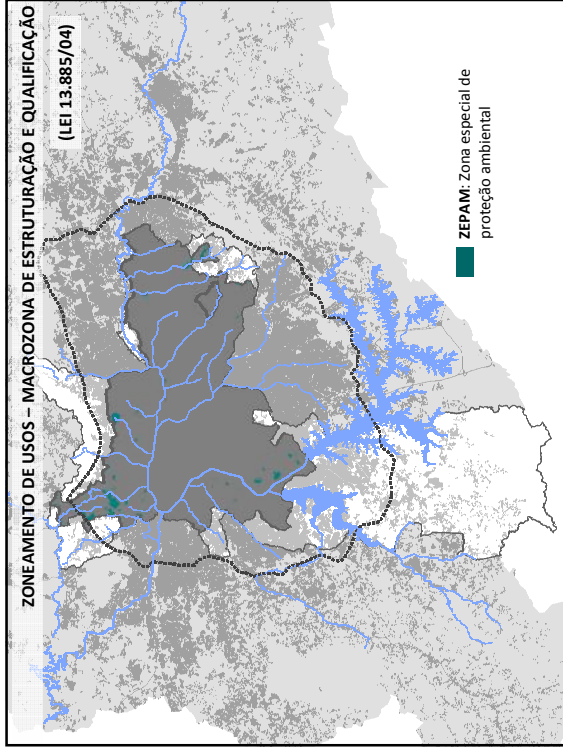 ZONEAMENTO DE USOS – MACROZONA DE ESTRUTURAÇÃO E QUALIFICAÇÃO
(LEI 13.885/04)
ZEPAM: Zona especial de
proteção ambiental